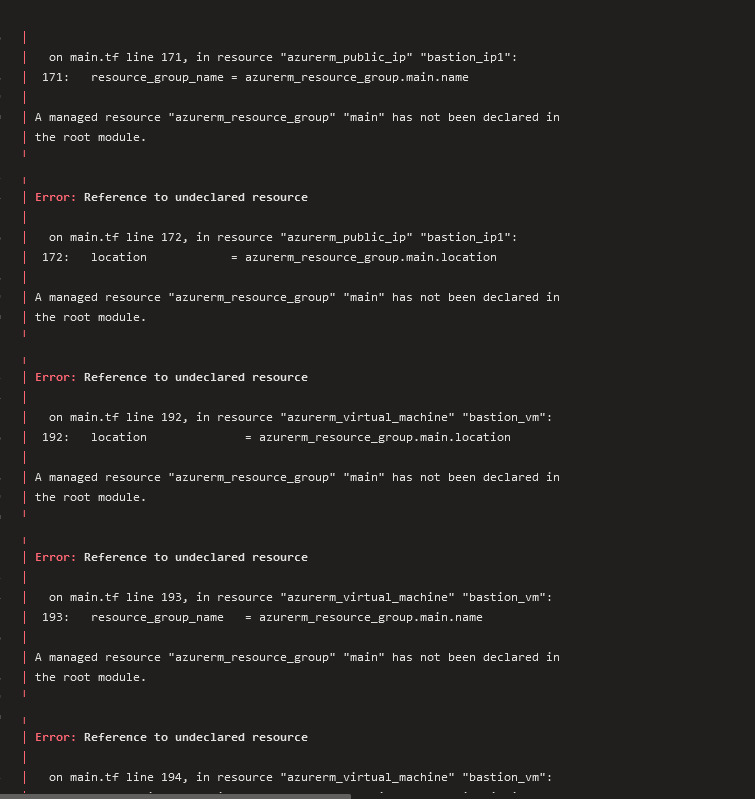 on main.tf line 171, in resource "azurerm_public_ip" "bastion_ip1":
171:   resource_group_name = azurerm_resource_group.main.name
A managed resource "azurerm_resource_group" "main" has not been declared in
the root module.
Error: Reference to undeclared resource
on main.tf line 172, in resource "azurerm_public_ip" "bastion_ip1":
172:   location            = azurerm_resource_group.main.location
A managed resource "azurerm_resource_group" "main" has not been declared in
the root module.
Error: Reference to undeclared resource
on main.tf line 192, in resource "azurerm_virtual_machine" "bastion_vm":
192:   location              = azurerm_resource_group.main.location
A managed resource "azurerm_resource_group" "main" has not been declared in
the root module.
Error: Reference to undeclared resource
on main.tf line 193, in resource "azurerm_virtual_machine" "bastion_vm":
193:   resource_group_name   = azurerm_resource_group.main.name
A managed resource "azurerm_resource_group" "main" has not been declared in
the root module.
Error: Reference to undeclared resource
on main.tf line 194, in resource "azurerm_virtual_machine" "bastion_vm":